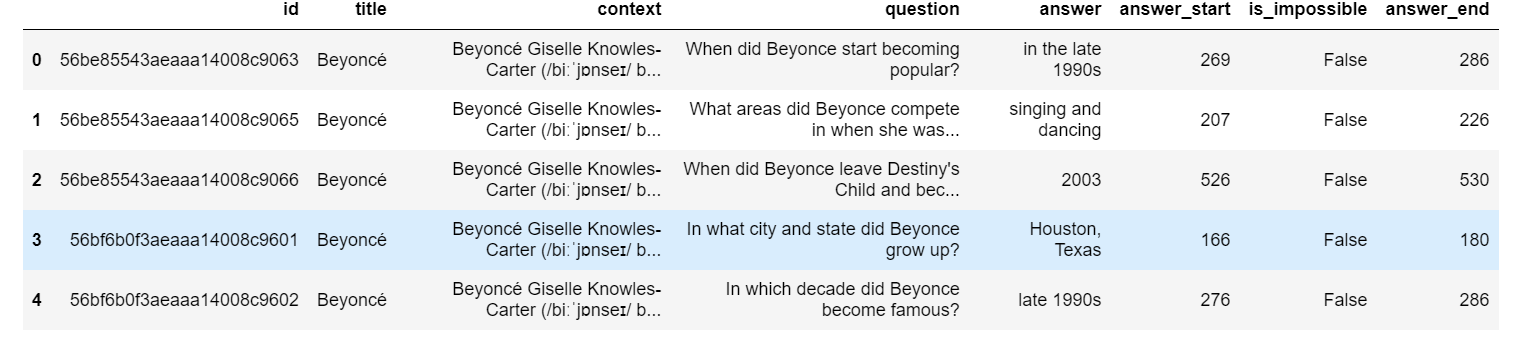 id title context question answer answer_start is_impossible answer_end
0 56be85543aeaaa14008c9063 Beyoncé Beyoncé Giselle Knowles- When did Beyonce start becoming in the late 269 False 286
Carter (/biːˈjɒnseɪ/ b... popular? 1990s
1 56be85543aeaaa14008c9065 Beyoncé Beyoncé Giselle Knowles- What areas did Beyonce compete singing and 207 False 226
Carter (/biːˈjɒnseɪ/ b... in when she was... dancing
2 56be85543aeaaa14008c9066 Beyoncé Beyoncé Giselle Knowles- When did Beyonce leave Destiny's 2003 526 False 530
Carter (/biːˈjɒnseɪ/ b... Child and bec...
3 56bf6b0f3aeaaa14008c9601 Beyoncé Beyoncé Giselle Knowles- In what city and state did Beyonce Houston, 166 False 180
Carter (/biːˈjɒnseɪ/ b... grow up? Texas
4 56bf6b0f3aeaaa14008c9602 Beyoncé Beyoncé Giselle Knowles- In which decade did Beyonce late 1990s 276 False 286
Carter (/biːˈjɒnseɪ/ b... become famous?